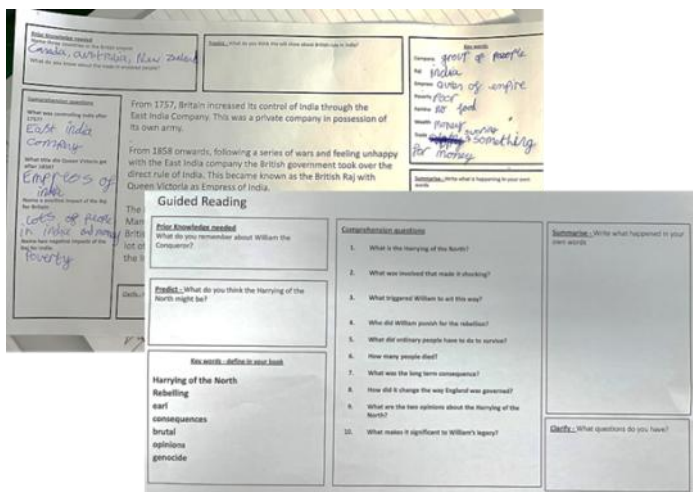 Prior Knowledge needed
Name three countries in the British empire
Canada, australia, New Zealand
What do you know about the
Predict - What do you think this will show about British rule in India?
Key words
Company group of people
Raj india
Empress Queen of empire
Poverty Poor
Famine no food
Wealth money
Trade swap something
for money
Summarise - Write what is happening in your own
words
Comprehension questions
What was controlling India after
1757?
East india
company
What title did Queen Victoria get
after 1858?
Empress of
india
Name a positive impact of the Raj
for Britain
Lots of people
in india and money
Name two negative impacts of the
Raj for India
Poverty
From 1757, Britain increased its control of India through the
East India Company. This was a private company in possession of
its own army.
From 1858 onwards, following a series of wars and feeling unhappy
with the East India company the British government took over the
direct rule of India. This became known as the British Raj with
Queen Victoria as Empress of India.
The
Man
Britis
lot of
the l
Clarify
Guided Reading
Prior Knowledge needed
What do you remember about William the
Conqueror?
Predict - What do you think the Harrying of the
North might be?
Key words - define in your book
Harrying of the North
Rebelling
earl
consequences
brutal
opinions
genocide
Comprehension questions
1. What is the Harrying of the North?
2. What was involved that made it shocking?
3. What triggered William to act this way?
4. Who did William punish for the rebellion?
5. What did ordinary people have to do to survive?
6. How many people died?
7. What was the long term consequence?
8. How did it change the way England was governed?
9. What are the two opinions about the Harrying of the
North?
10. What makes it significant to William's legacy?
Summarise - Write what happened in your
own words
Clarify - What questions do you have?